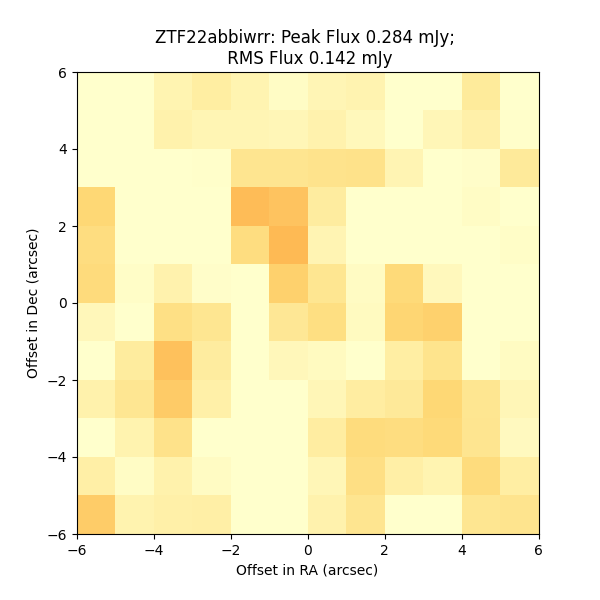 ZTF22abbiwrr: Peak Flux 0.284 mJy;
RMS Flux 0.142 mJy
6
4
2
0
−2
−4
−6
Offset in Dec (arcsec)
−6 −4 −2 0 2 4 6
Offset in RA (arcsec)